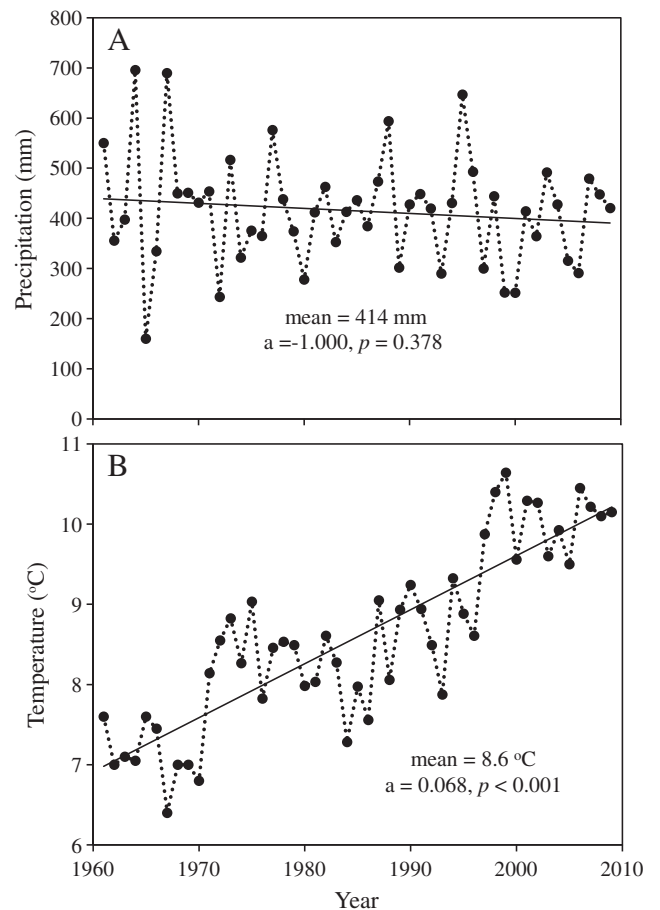 800
A
700
600
500
400
300
200
100
0
Precipitation (mm)
mean = 414 mm
a =-1.000, p = 0.378
11
B
10
9
8
7
6
Temperature (°C)
mean = 8.6 °C
a = 0.068, p < 0.001
1960 1970 1980 1990 2000 2010
Year